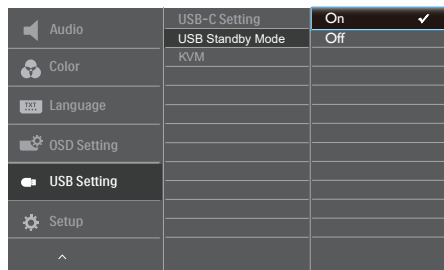 Audio
Color
TXT
Language
OSD Setting
USB Setting
Setup
USB-C Setting
USB Standby Mode
KVM
On
Off